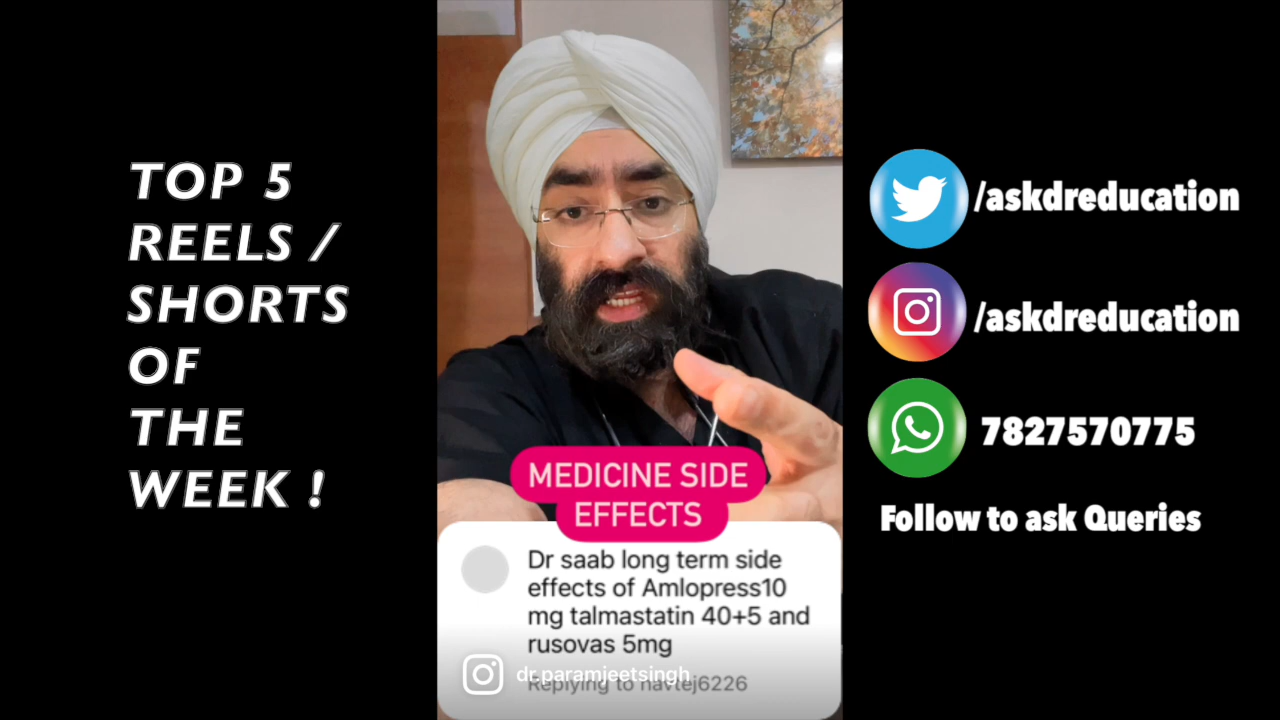 TOP 5
REELS /
SHORTS
OF
THE
WEEK !
MEDICINE SIDE
EFFECTS
Dr saab long term side
effects of Amlopress10
mg talmastatin 40+5 and
rusovas 5mg
dr.paramjeetsingh
Replying to navtej6226
/askdreducation
/askdreducation
7827570775
Follow to ask Queries